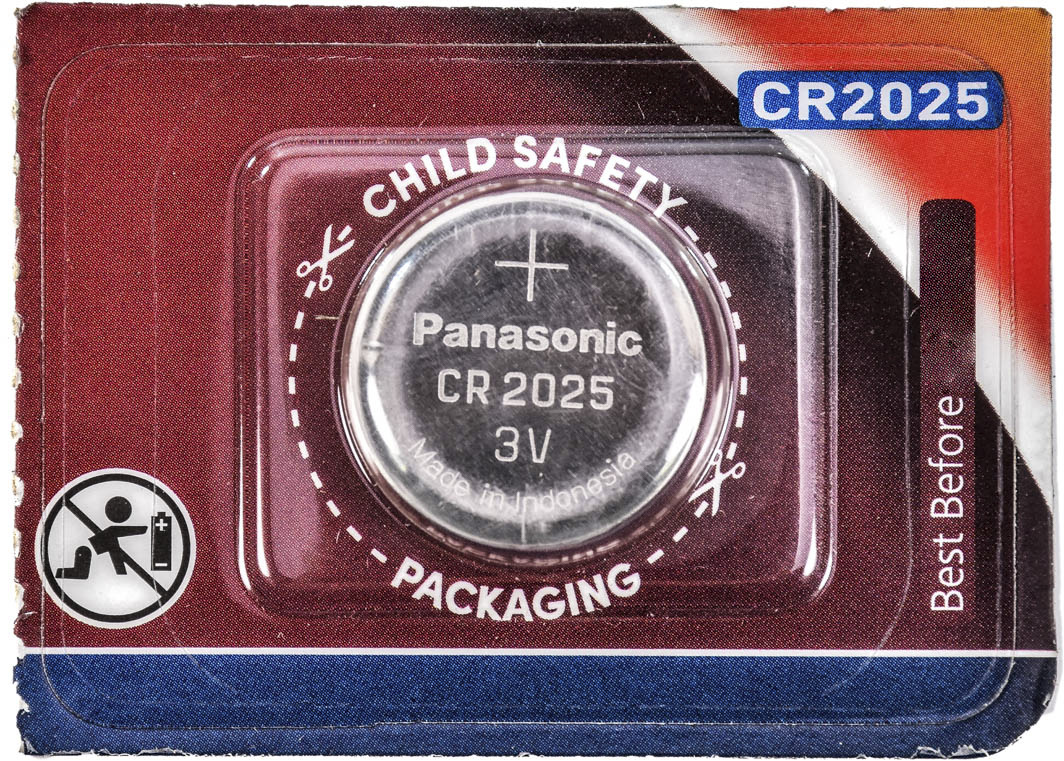 CR2025
CHILD SAFETY
+
Panasonic
CR 2025
3V
Made in Indonesia
PACKAGING
Best Before